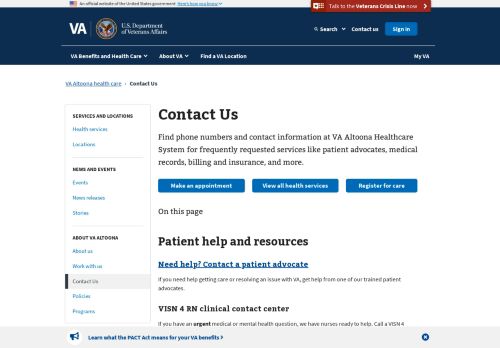 An official website of the United States government Here's how you know
Talk to the Veterans Crisis Line now
VA
U.S. Department
of Veterans Affairs
Search
Contact us
Sign in
VA Benefits and Health Care
About VA
Find a VA Location
My VA
VA Altoona health care › Contact Us
SERVICES AND LOCATIONS
Health services
Locations
NEWS AND EVENTS
Events
News releases
Stories
ABOUT VA ALTOONA
About us
Work with us
Contact Us
Policies
Programs
Contact Us
Find phone numbers and contact information at VA Altoona Healthcare
System for frequently requested services like patient advocates, medical
records, billing and insurance, and more.
Make an appointment
View all health services
Register for care
On this page
Patient help and resources
Need help? Contact a patient advocate
If you need help getting care or resolving an issue with VA, get help from one of our trained patient
advocates.
VISN 4 RN clinical contact center
If you have an urgent medical or mental health question, we have nurses ready to help. Call a VISN 4
Learn what the PACT Act means for your VA benefits